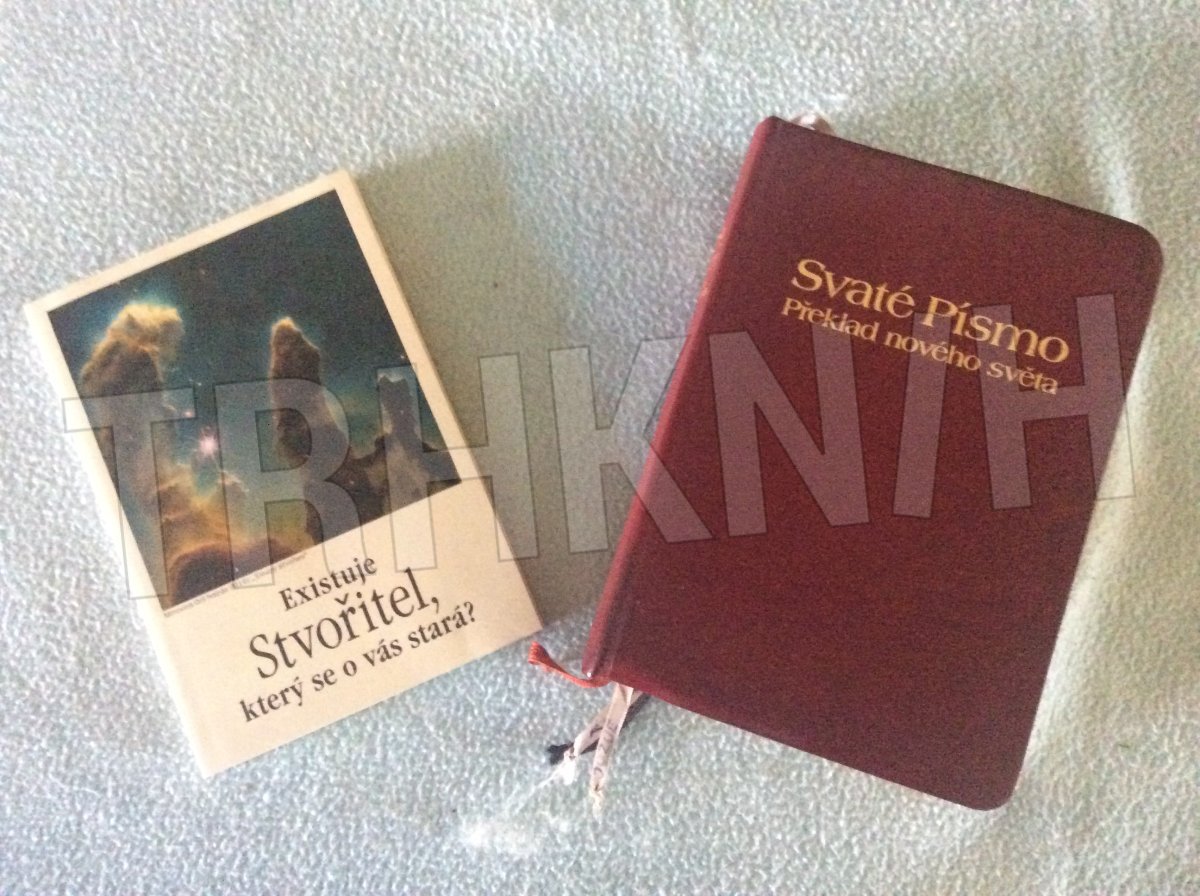 Existuje
Stvořitel,
který se o vás stará?
Svaté Písmo
Překlad nového světa
TRHKNIH